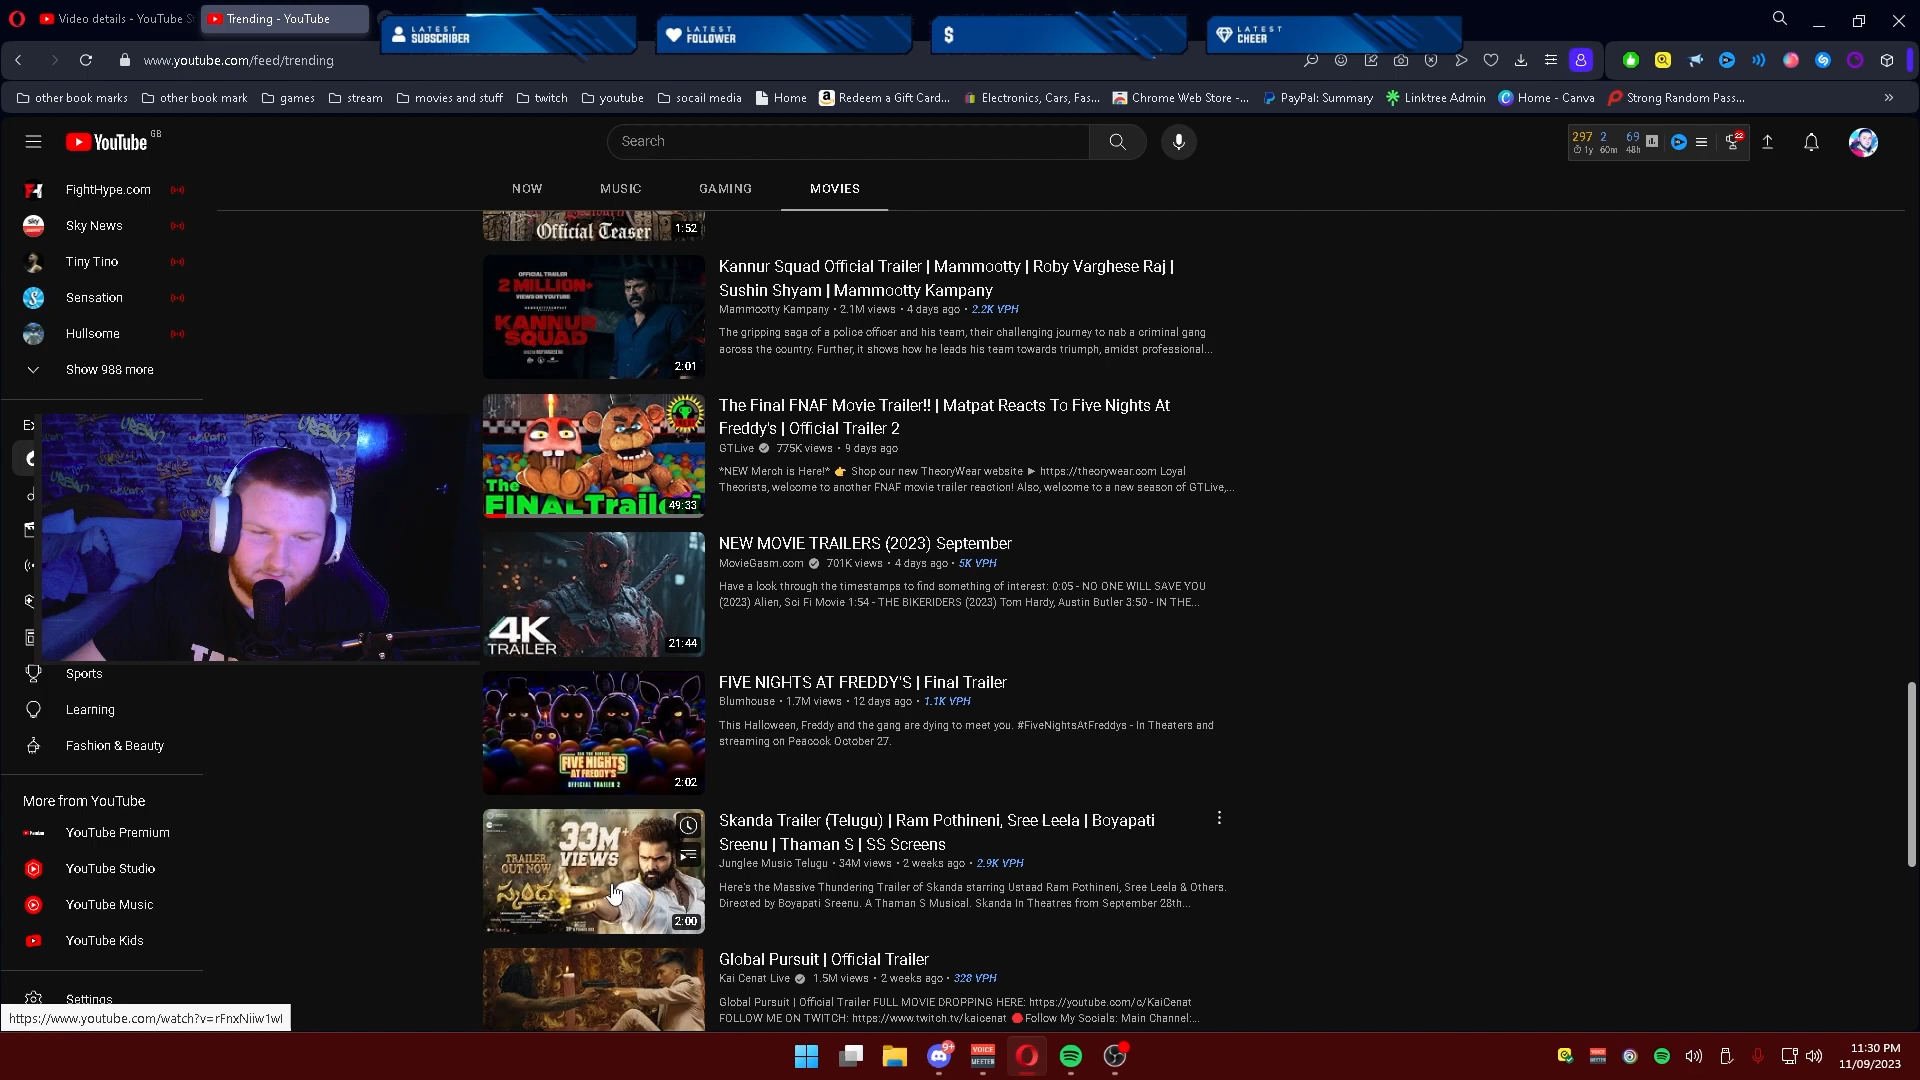 Video details - YouTube S
Trending - YouTube
LATEST
SUBSCRIBER
LATEST
FOLLOWER
$
LATEST
CHEER
www.youtube.com/feed/trending
other book marks
other book mark
games
stream
movies and stuff
twitch
youtube
socail media
Home
Redeem a Gift Card...
Electronics, Cars, Fas...
Chrome Web Store -...
PayPal: Summary
Linktree Admin
Home - Canva
Strong Random Pass...
»
YouTube GB
Search
297 2 69
1y 60m 48h
22
NOW
MUSIC
GAMING
MOVIES
FightHype.com
Sky News
Tiny Tino
Sensation
Hullsome
Show 988 more
Ex
Sports
Learning
Fashion & Beauty
More from YouTube
YouTube Premium
YouTube Studio
YouTube Music
YouTube Kids
Settings
https://www.youtube.com/watch?v=rFnxNiiw1wI
Official Teaser
1:52
OFFICIAL TRAILER
2 MILLION+
VIEWS ON YOUTUBE
KANNUR
SQUAD
2:01
Kannur Squad Official Trailer | Mammootty | Roby Varghese Raj |
Sushin Shyam | Mammootty Kampany
Mammootty Kampany • 2.1M views • 4 days ago • 2.2K VPH
The gripping saga of a police officer and his team, their challenging journey to nab a criminal gang
across the country. Further, it shows how he leads his team towards triumph, amidst professional...
The
FINAL Traile
49:33
The Final FNAF Movie Trailer!! | Matpat Reacts To Five Nights At
Freddy's | Official Trailer 2
GTLive 775K views • 9 days ago
*NEW Merch is Here!* 👉 Shop our new TheoryWear website ► https://theorywear.com Loyal
Theorists, welcome to another FNAF movie trailer reaction! Also, welcome to a new season of GTLive,...
4K
TRAILER
21:44
NEW MOVIE TRAILERS (2023) September
MovieGasm.com 701K views • 4 days ago • 5K VPH
Have a look through the timestamps to find something of interest: 0:05 - NO ONE WILL SAVE YOU
(2023) Alien, Sci Fi Movie 1:54 - THE BIKERIDERS (2023) Tom Hardy, Austin Butler 3:50 - IN THE...
FIVE NIGHTS
AT FREDDY'S
OFFICIAL TRAILER 2
2:02
FIVE NIGHTS AT FREDDY'S | Final Trailer
Blumhouse • 1.7M views • 12 days ago • 1.1K VPH
This Halloween, Freddy and the gang are dying to meet you. #FiveNightsAtFreddys - In Theaters and
streaming on Peacock October 27.
33M+
VIEWS
TRAILER
OUT NOW
స్కంద
2:00
Skanda Trailer (Telugu) | Ram Pothineni, Sree Leela | Boyapati
Sreenu | Thaman S | SS Screens
Junglee Music Telugu • 34M views • 2 weeks ago • 2.9K VPH
Here's the Massive Thundering Trailer of Skanda starring Ustaad Ram Pothineni, Sree Leela & Others.
Directed by Boyapati Sreenu. A Thaman S Musical. Skanda In Theatres from September 28th...
Global Pursuit | Official Trailer
Kai Cenat Live 1.5M views • 2 weeks ago • 328 VPH
Global Pursuit | Official Trailer FULL MOVIE DROPPING HERE: https://youtube.com/c/KaiCenat
FOLLOW ME ON TWITCH: https://www.twitch.tv/kaicenat 🔴Follow My Socials: Main Channel:...
9+
VOICE
MEETER
11:30 PM
11/09/2023